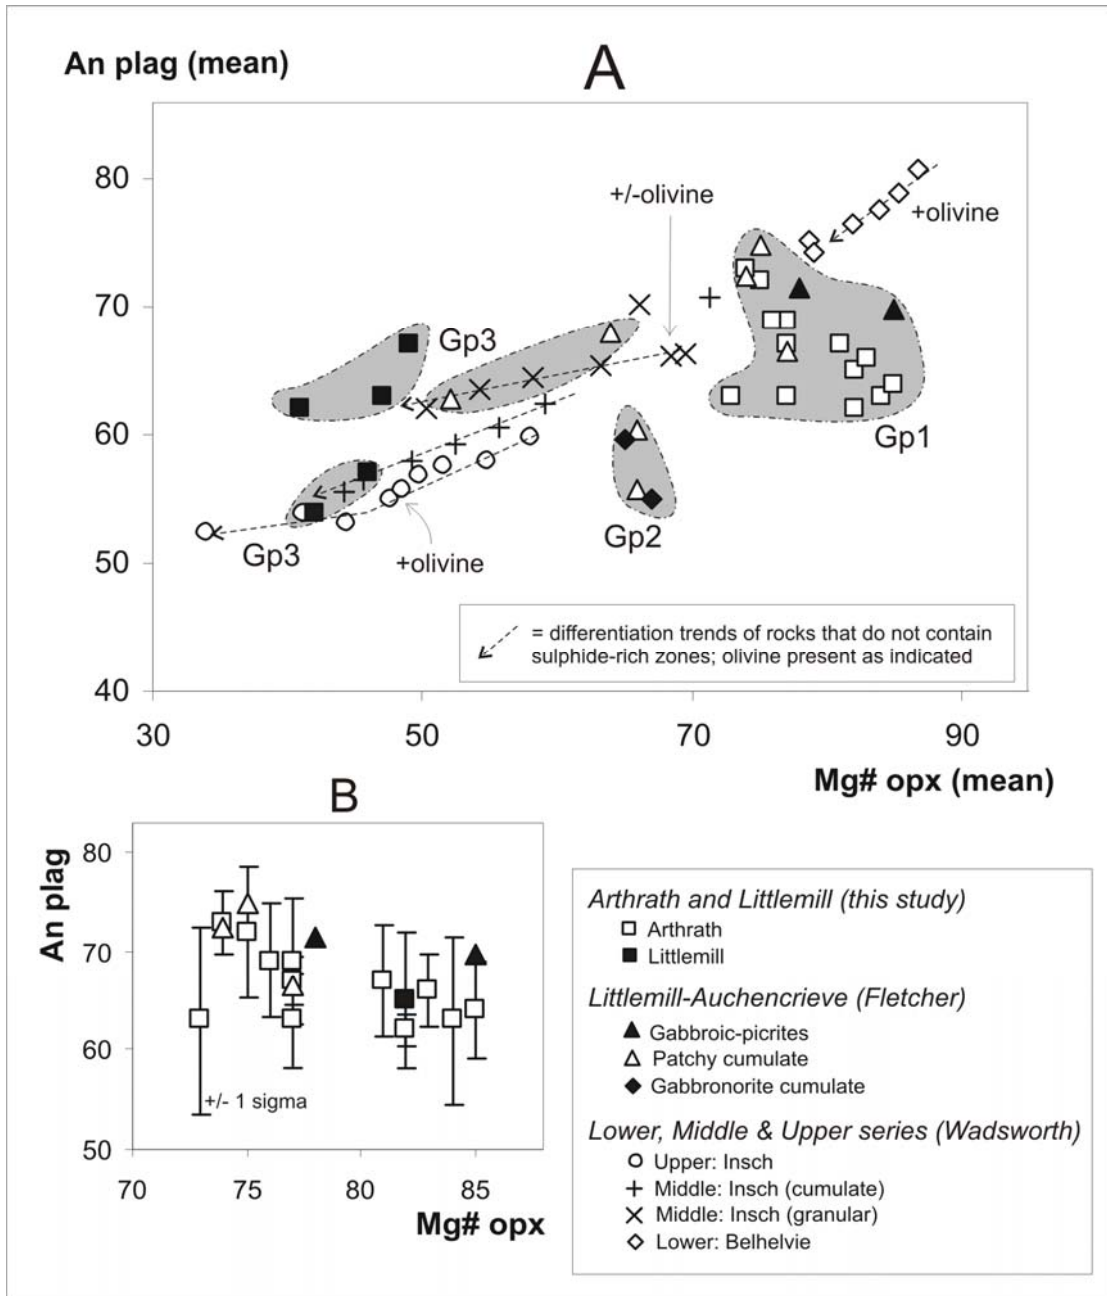 An plag (mean)
A
80
70
60
50
40
30
50
70
90
Mg# opx (mean)
+/-olivine
+olivine
Gp3
Gp1
Gp2
Gp3
+olivine
= differentiation trends of rocks that do not contain
sulphide-rich zones; olivine present as indicated
B
An plag
80
70
60
50
70
75
80
85
Mg# opx
+/- 1 sigma
Arthrath and Littlemill (this study)
Arthrath
Littlemill
Littlemill-Auchencrieve (Fletcher)
Gabbroic-picrites
Patchy cumulate
Gabbronorite cumulate
Lower, Middle & Upper series (Wadsworth)
Upper: Insch
Middle: Insch (cumulate)
Middle: Insch (granular)
Lower: Belhelvie